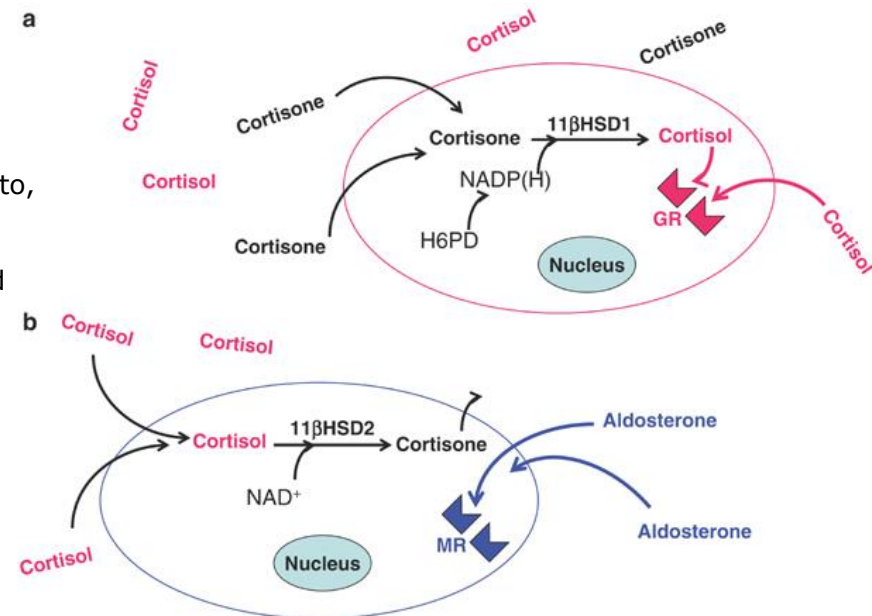 a
Cortisol
Cortisone
Cortisol
Cortisone
Cortisone
11βHSD1
Cortisol
Cortisol
NADP(H)
to,
GR
Cortisol
H6PD
Cortisone
Nucleus
d
b
Cortisol
Cortisol
11βHSD2
Aldosterone
Cortisol
Cortisone
NAD⁺
Aldosterone
MR
Cortisol
Nucleus